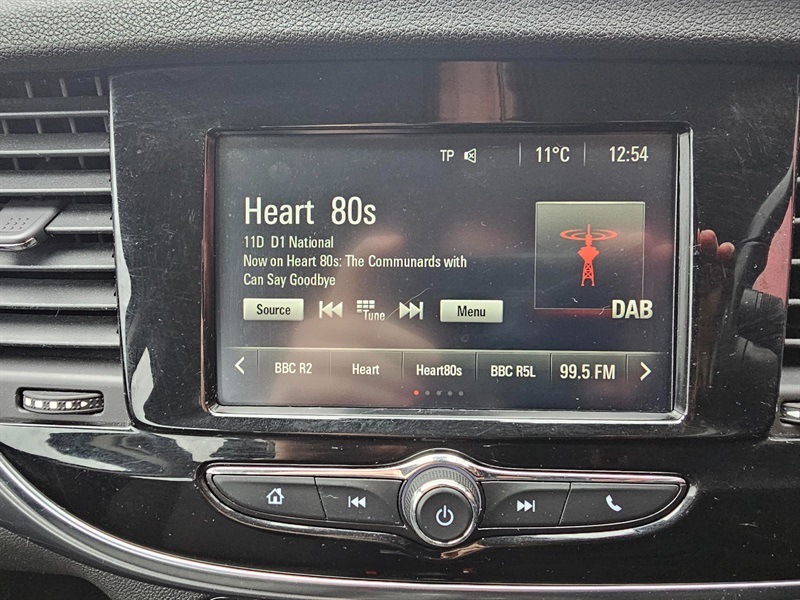 TP 11°C 12:54
Heart 80s
11D D1 National
Now on Heart 80s: The Communards with
Can Say Goodbye
Source Tune Menu
DAB
BBC R2 Heart Heart80s BBC R5L 99.5 FM